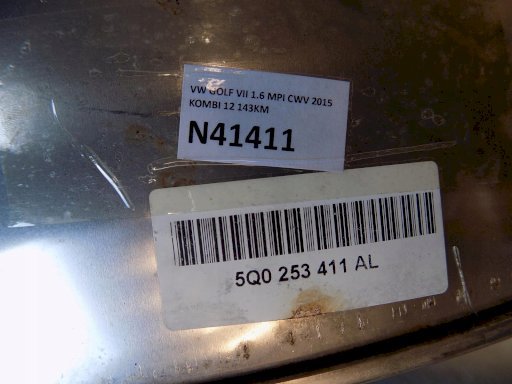 VW GOLF VII 1.6 MPI CWV 2015
KOMBI 12 143KM
N41411
5Q0 253 411 AL